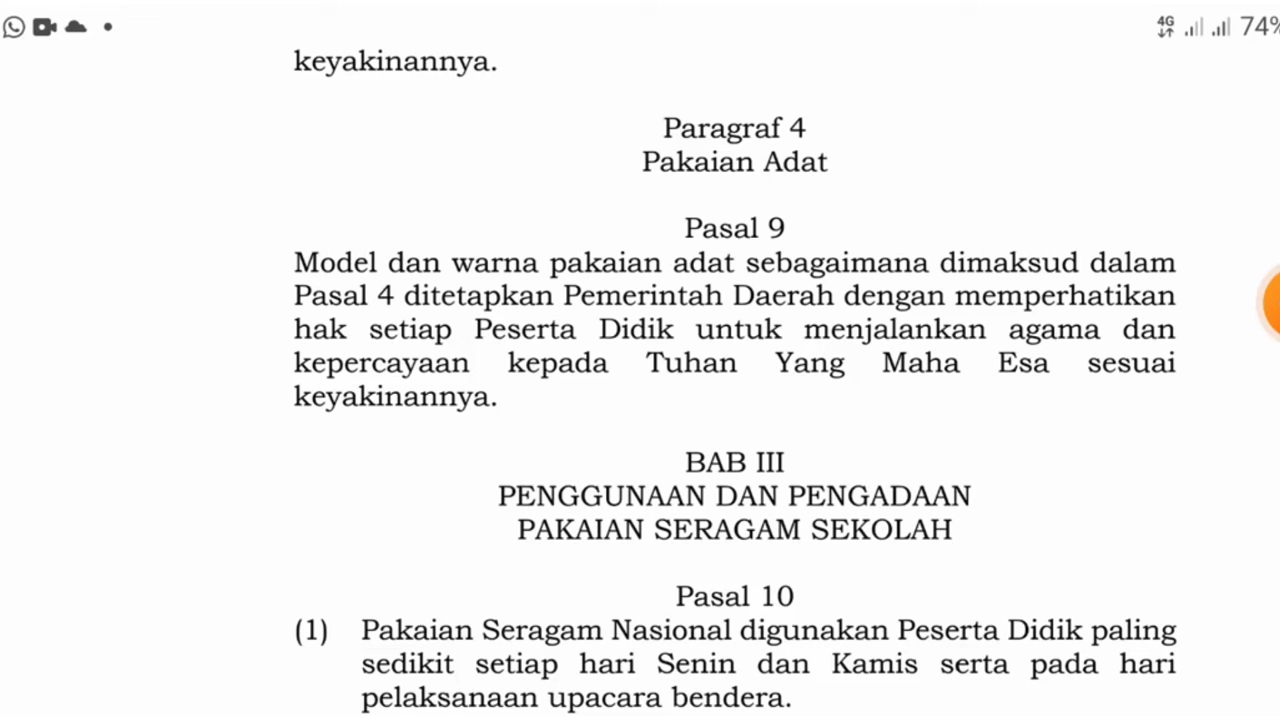 4G 74%
keyakinannya.
Paragraf 4
Pakaian Adat
Pasal 9
Model dan warna pakaian adat sebagaimana dimaksud dalam
Pasal 4 ditetapkan Pemerintah Daerah dengan memperhatikan
hak setiap Peserta Didik untuk menjalankan agama dan
kepercayaan kepada Tuhan Yang Maha Esa sesuai
keyakinannya.
BAB III
PENGGUNAAN DAN PENGADAAN
PAKAIAN SERAGAM SEKOLAH
Pasal 10
(1) Pakaian Seragam Nasional digunakan Peserta Didik paling
sedikit setiap hari Senin dan Kamis serta pada hari
pelaksanaan upacara bendera.